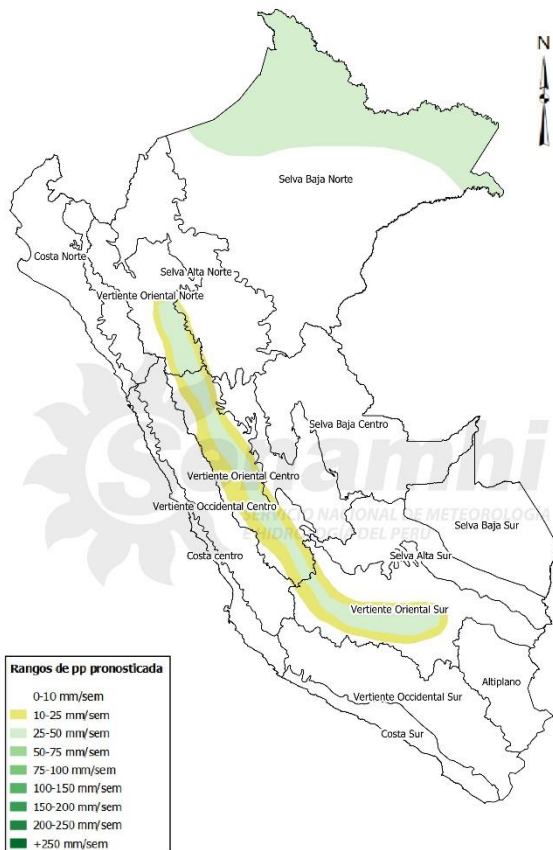 N
Selva Baja Norte
Costa Norte
Selva Alta Norte
Vertiente Oriental Norte
Senamhi
Selva Baja Centro
Vertiente Oriental Centro
Vertiente Occidental Centro
SERVICIO NACIONAL DE METEOROLOGÍA
E HIDROLOGÍA DEL PERÚ
Selva Baja Sur
Costa centro
Selva Alta Sur
Vertiente Oriental Sur
Altiplano
Vertiente Occidental Sur
Costa Sur
Rangos de pp pronosticada
0-10 mm/sem
10-25 mm/sem
25-50 mm/sem
50-75 mm/sem
75-100 mm/sem
100-150 mm/sem
150-200 mm/sem
200-250 mm/sem
+250 mm/sem